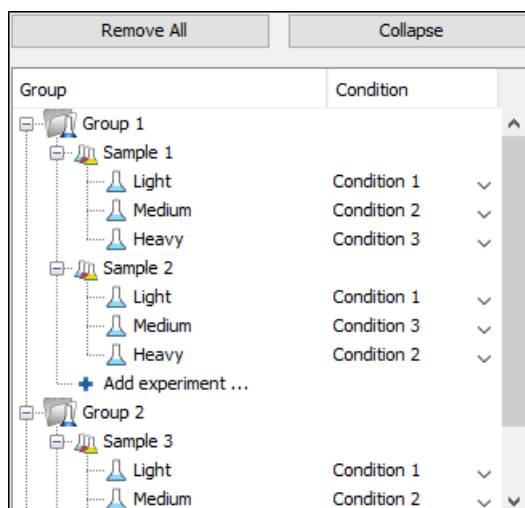 Remove All Collapse
Group Condition
Group 1
Sample 1
Light Condition 1
Medium Condition 2
Heavy Condition 3
Sample 2
Light Condition 1
Medium Condition 3
Heavy Condition 2
Add experiment ...
Group 2
Sample 3
Light Condition 1
Medium Condition 2